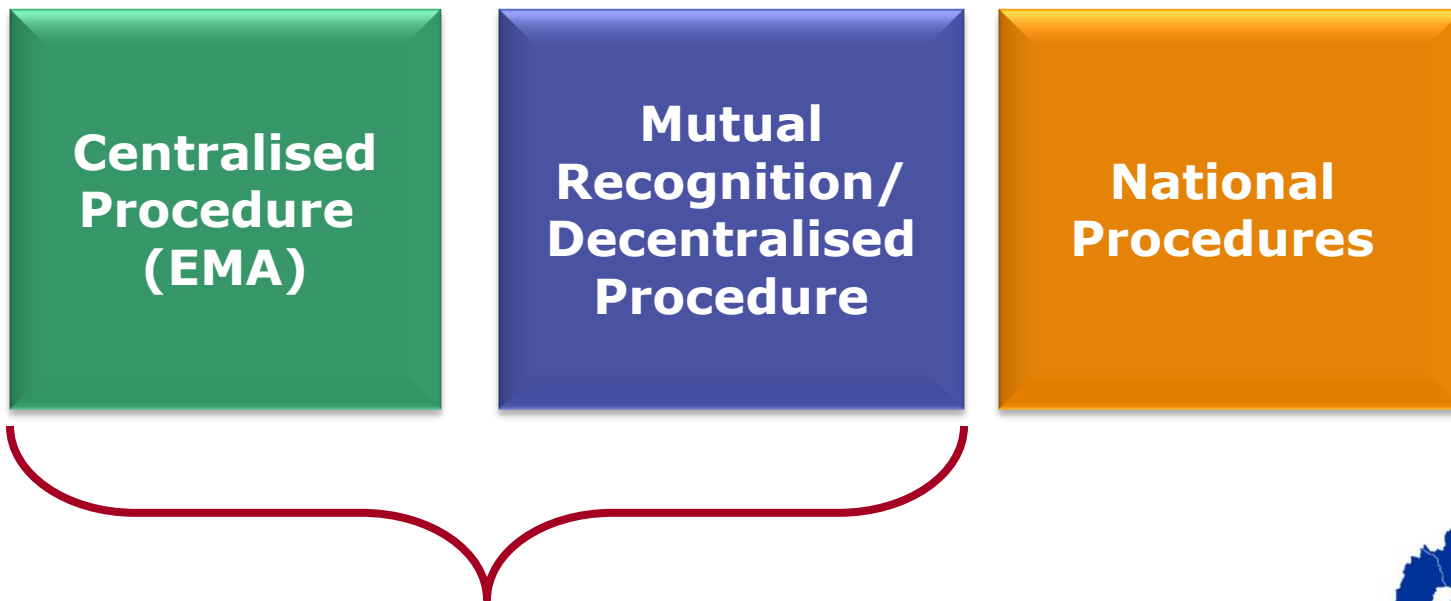 Centralised
Procedure
(EMA)
Mutual
Recognition/
Decentralised
Procedure
National
Procedures